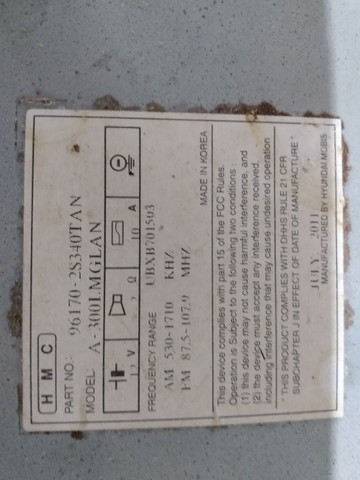 H M C
PART NO.: 96170-2S340TAN
MODEL: A-300LMGLAN
12 V Ω 10 A
FREQUENCY RANGE UBXB701503
AM 530-1710 KHZ
FM 87.5-107.9 MHZ
MADE IN KOREA
This device complies with part 115 of the FCC Rules.
Operation is Subject to the following two conditions :
(1) this device may not cause harmful interference, and
(2) the device must accept any interference received,
including interference that may cause undesired operation
" THIS PRODUCT COMPLIES WITH DHHS RULE 21 CFR
SUBCHAPTER J IN EFFECT OF DATE OF MANUFACTURE "
JULY 2011
MANUFACTURED BY HYUNDAI MOBIS